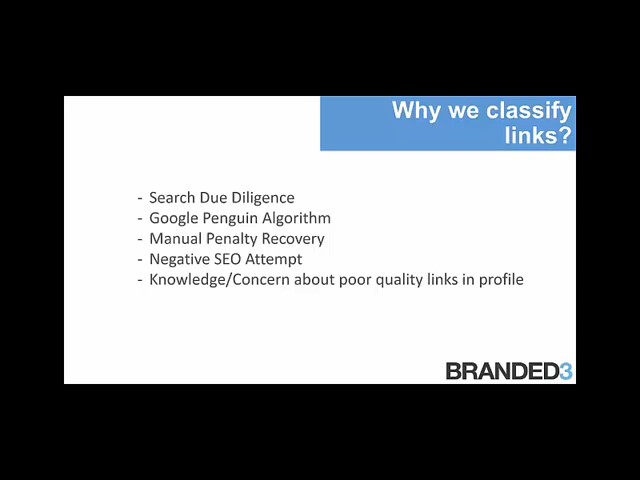 Why we classify
links?
- Search Due Diligence
- Google Penguin Algorithm
- Manual Penalty Recovery
- Negative SEO Attempt
- Knowledge/Concern about poor quality links in profile
BRANDED3